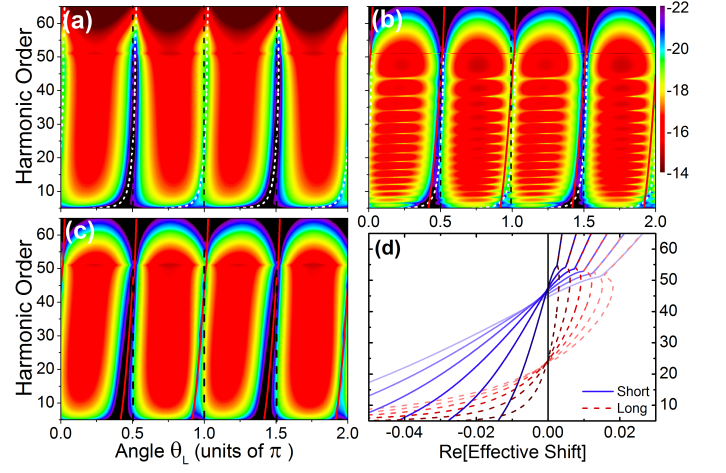 (a)
(b)
-22
-20
-18
-16
-14
Harmonic Order
60
50
40
30
20
10
0.0 0.5 1.0 1.5 2.0
(c)
(d)
Harmonic Order
60
50
40
30
20
10
60
50
40
30
20
10
Short
Long
0.0 0.5 1.0 1.5 2.0
-0.04 -0.02 0.00 0.02
Angle θL (units of π )
Re[Effective Shift]